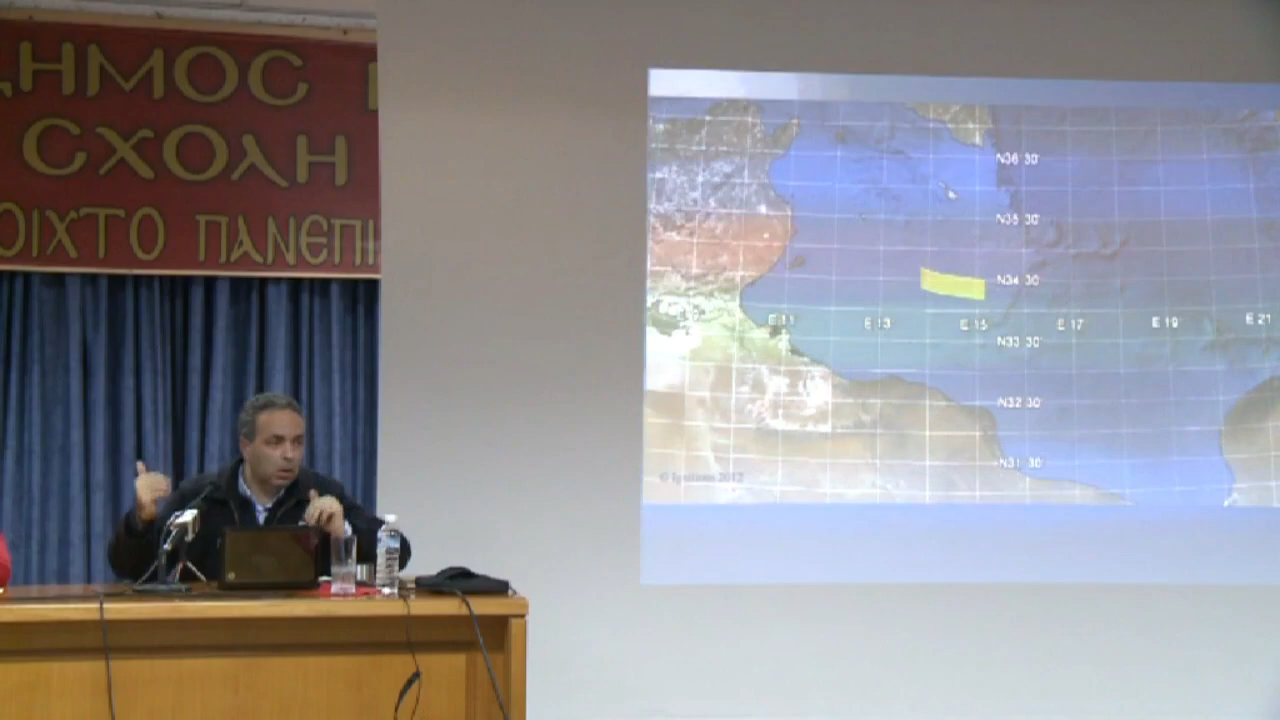 ΔΗΜΟΣ
ΣΧΟΛΗ
ΟΙΧΤΟ ΠΑΝΕΠΙ
N36 30'
N35 30'
N34 30'
E 11 E 13 E 15 E 17 E 19 E 21
N33 30'
N32 30'
N31 30'